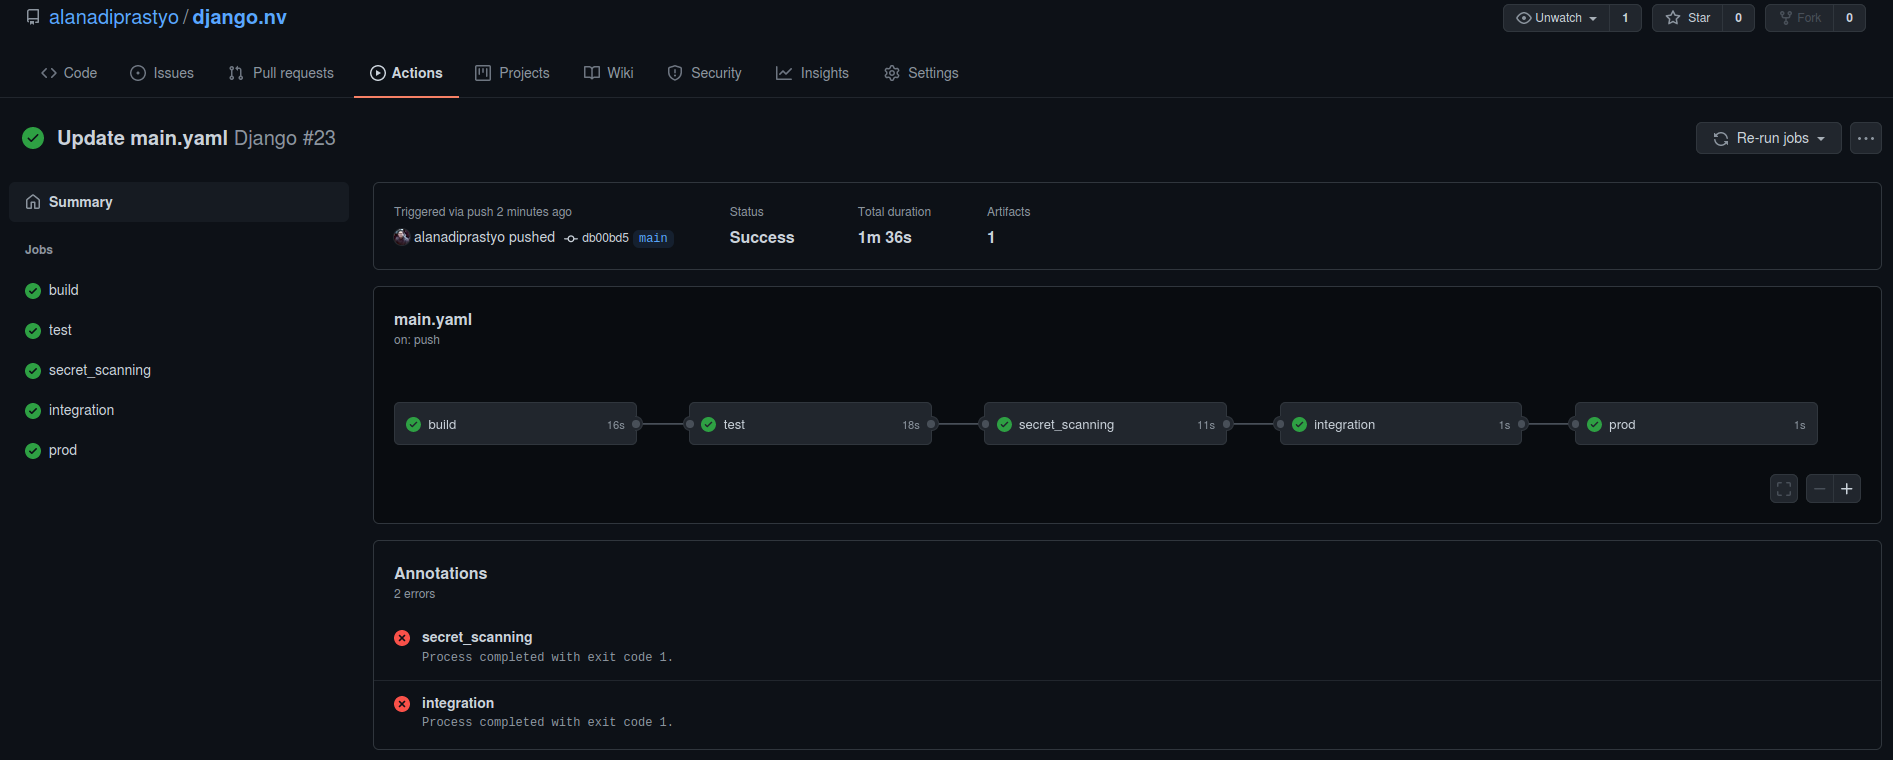 alanadiprastyo / django.nv
Unwatch 1 Star 0 Fork 0
Code Issues Pull requests Actions Projects Wiki Security Insights Settings
Update main.yaml Django #23
Re-run jobs
Summary
Jobs
build
test
secret_scanning
integration
prod
Triggered via push 2 minutes ago
alanadiprastyo pushed db00bd5 main
Status
Success
Total duration
1m 36s
Artifacts
1
main.yaml
on: push
build 16s
test 18s
secret_scanning 11s
integration 1s
prod 1s
Annotations
2 errors
secret_scanning
Process completed with exit code 1.
integration
Process completed with exit code 1.